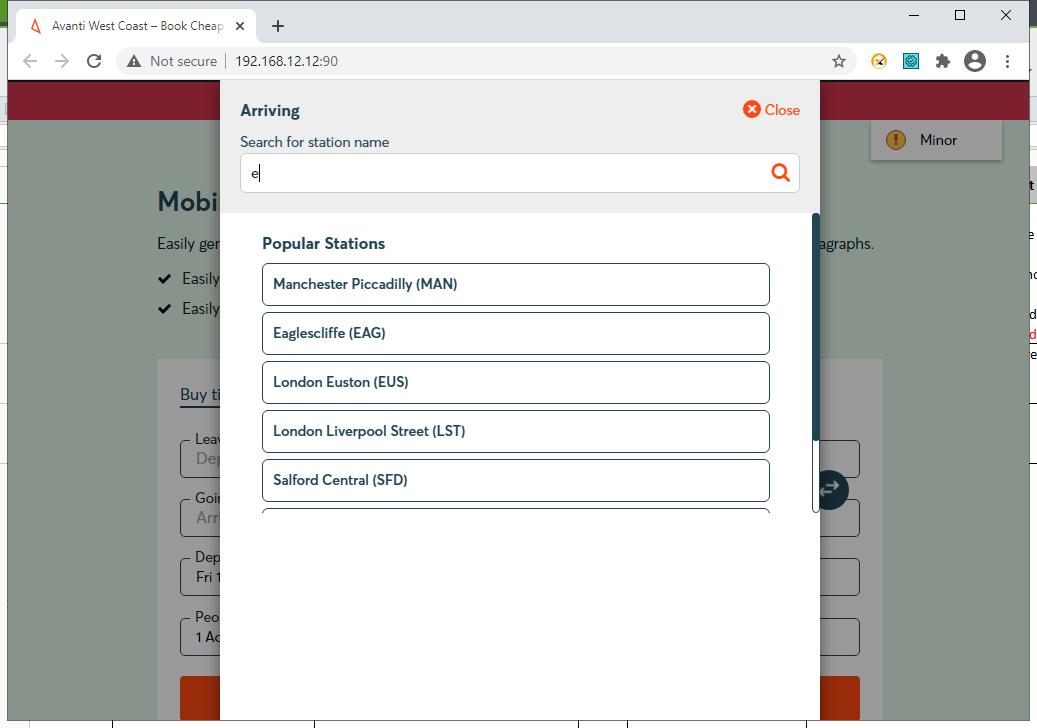 Avanti West Coast – Book Cheap
Not secure
192.168.12.12:90
Arriving
Close
Search for station name
e
Minor
Popular Stations
Manchester Piccadilly (MAN)
Eaglescliffe (EAG)
London Euston (EUS)
London Liverpool Street (LST)
Salford Central (SFD)
Mobi
Easily ger
agraphs.
Easily
Easily
Buy ti
Leav
Dep
Goin
Arri
Dep
Fri 1
Peo
1 Ad